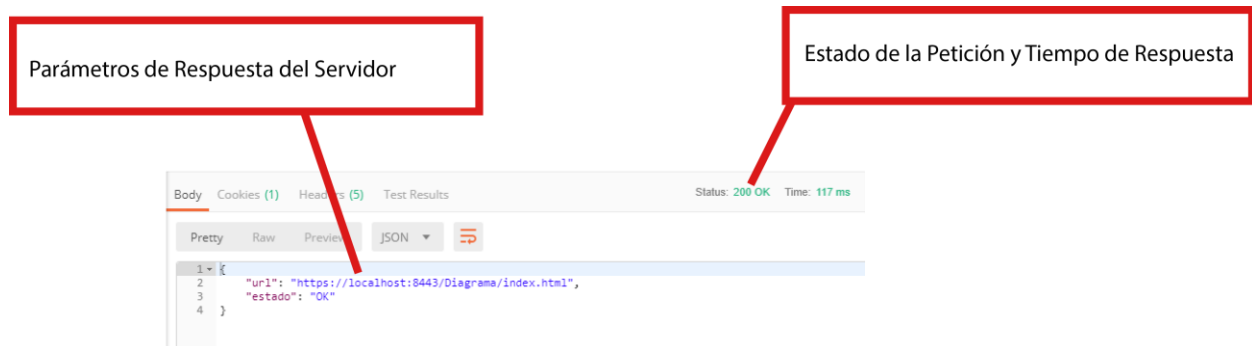 Parámetros de Respuesta del Servidor
Estado de la Petición y Tiempo de Respuesta
Body Cookies (1) Headers (5) Test Results Status: 200 OK Time: 117 ms
Pretty Raw Preview JSON
1 {
2 "url": "https://localhost:8443/Diagrama/index.html",
3 "estado": "OK"
4 }